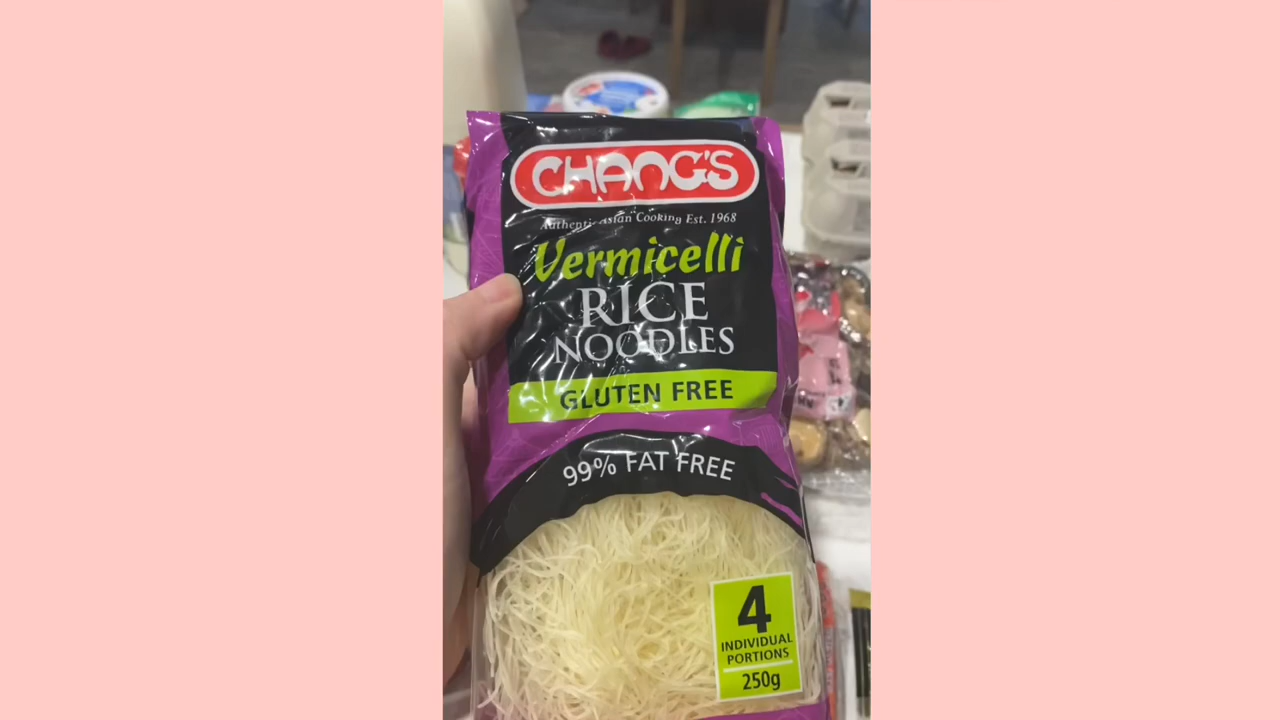 CHANG'S
Authentic Asian Cooking Est. 1968
Vermicelli
RICE
NOODLES
GLUTEN FREE
99% FAT FREE
4
INDIVIDUAL
PORTIONS
250g